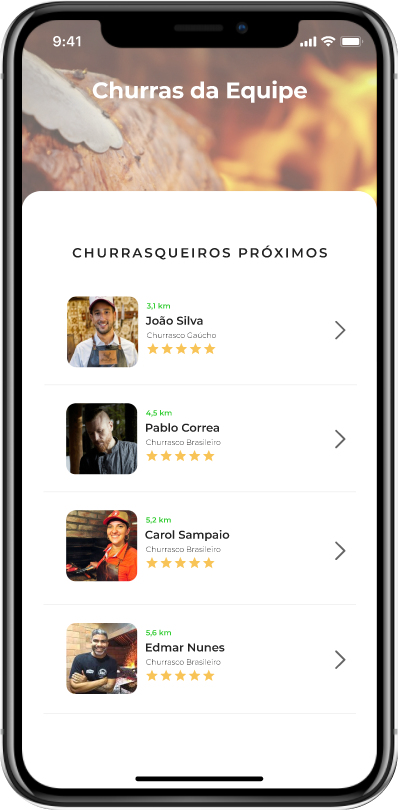 9:41
Churras da Equipe
CHURRASQUEIROS PRÓXIMOS
3,1 km
João Silva
Churrasco Gaúcho
4,5 km
Pablo Correa
Churrasco Brasileiro
5,2 km
Carol Sampaio
Churrasco Brasileiro
5,6 km
Edmar Nunes
Churrasco Brasileiro